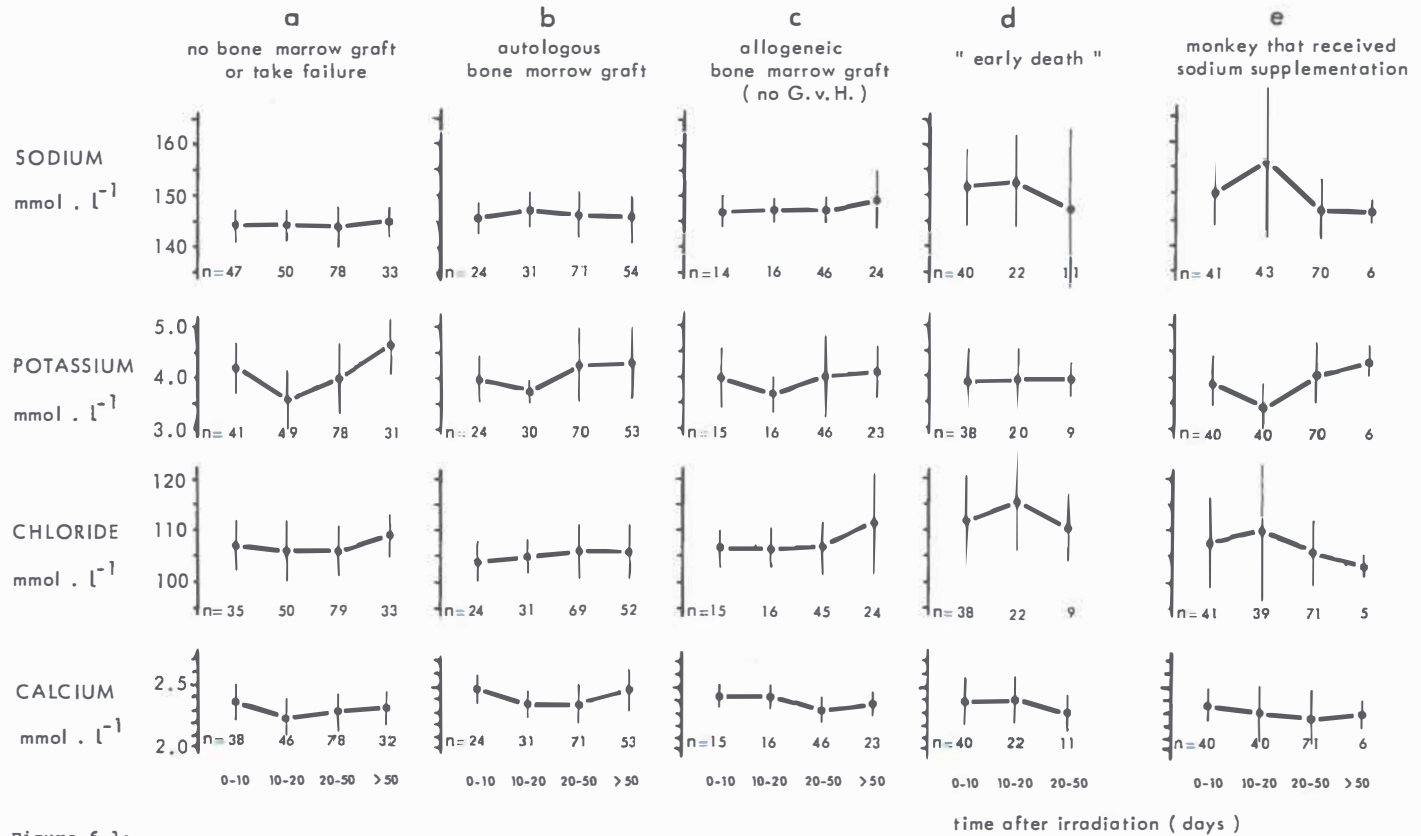 a b c d e
no bone marrow graft or take failure
autologous bone morrow graft
allogeneic bone marrow graft ( no G.v.H. )
" early death "
monkey that received sodium supplementation
SODIUM
mmol . l⁻¹
160
150
140
n=47 50 78 33
n=24 31 71 54
n=14 16 46 24
n=40 22 11
n=41 43 70 6
POTASSIUM
mmol . l⁻¹
5.0
4.0
3.0
n=41 49 78 31
n=24 30 70 53
n=15 16 46 23
n=38 20 9
n=40 40 70 6
CHLORIDE
mmol . l⁻¹
120
110
100
n=35 50 79 33
n=24 31 69 52
n=15 16 45 24
n=38 22 9
n=41 39 71 5
CALCIUM
mmol . l⁻¹
2.5
2.0
n=38 46 78 32
n=24 31 71 53
n=15 16 46 23
n=40 22 11
n=40 40 71 6
0-10 10-20 20-50 >50
0-10 10-20 20-50 >50
0-10 10-20 20-50 >50
0-10 10-20 20-50
0-10 10-20 20-50 >50
time after irradiation ( days )